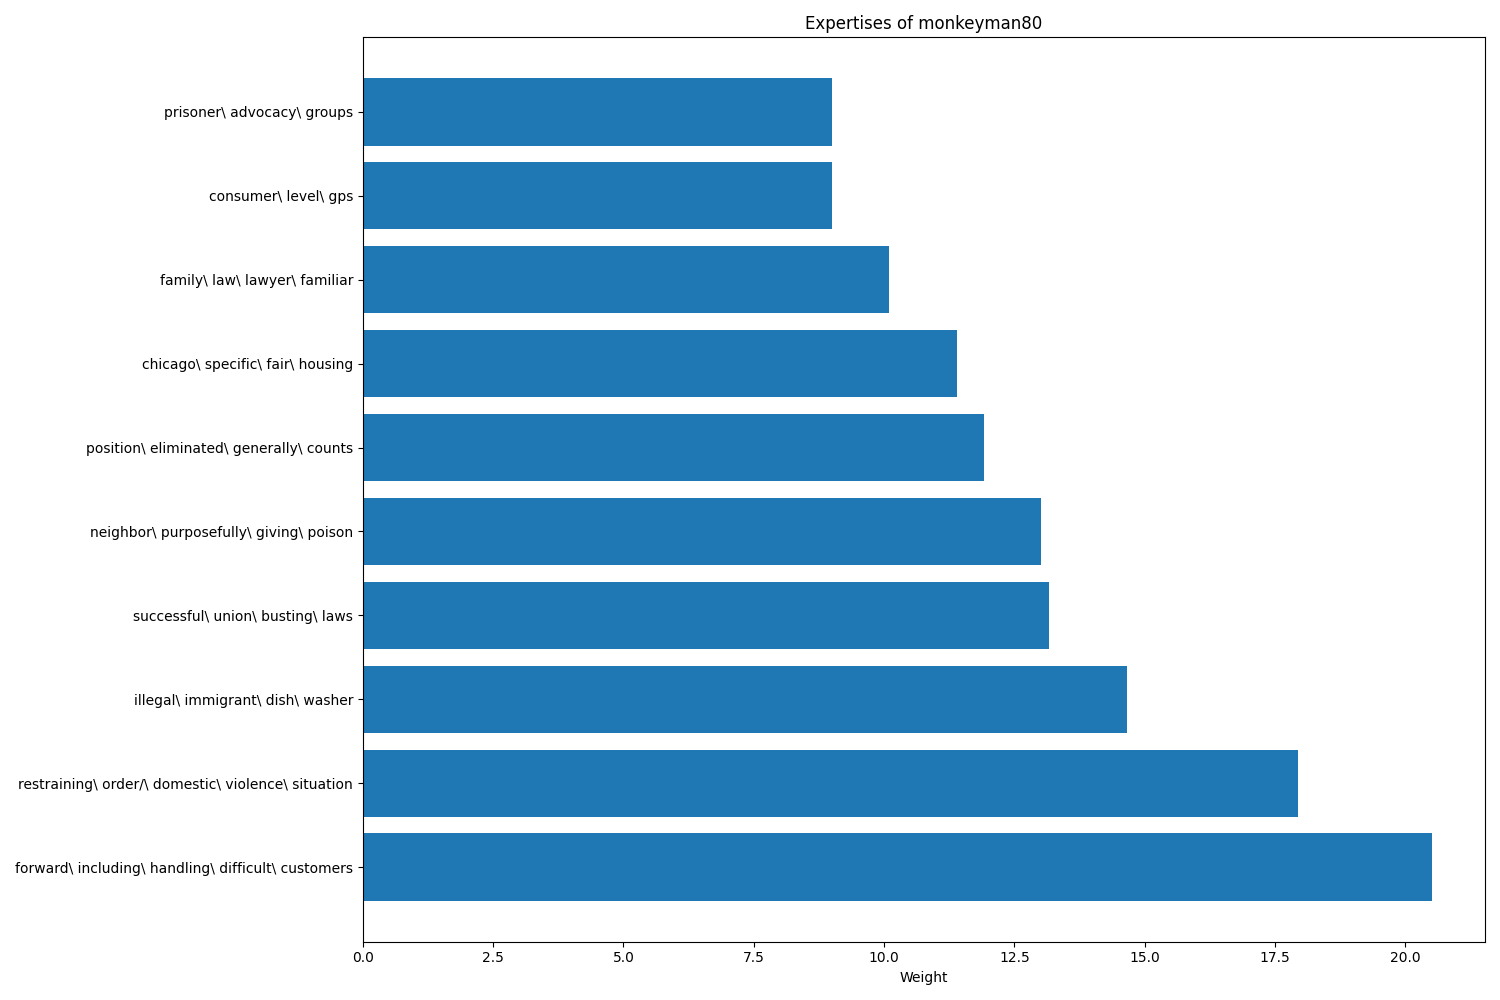 Expertises of monkeyman80
prisoner\ advocacy\ groups
consumer\ level\ gps
family\ law\ lawyer\ familiar
chicago\ specific\ fair\ housing
position\ eliminated\ generally\ counts
neighbor\ purposefully\ giving\ poison
successful\ union\ busting\ laws
illegal\ immigrant\ dish\ washer
restraining\ order/\ domestic\ violence\ situation
forward\ including\ handling\ difficult\ customers
0.0 2.5 5.0 7.5 10.0 12.5 15.0 17.5 20.0
Weight